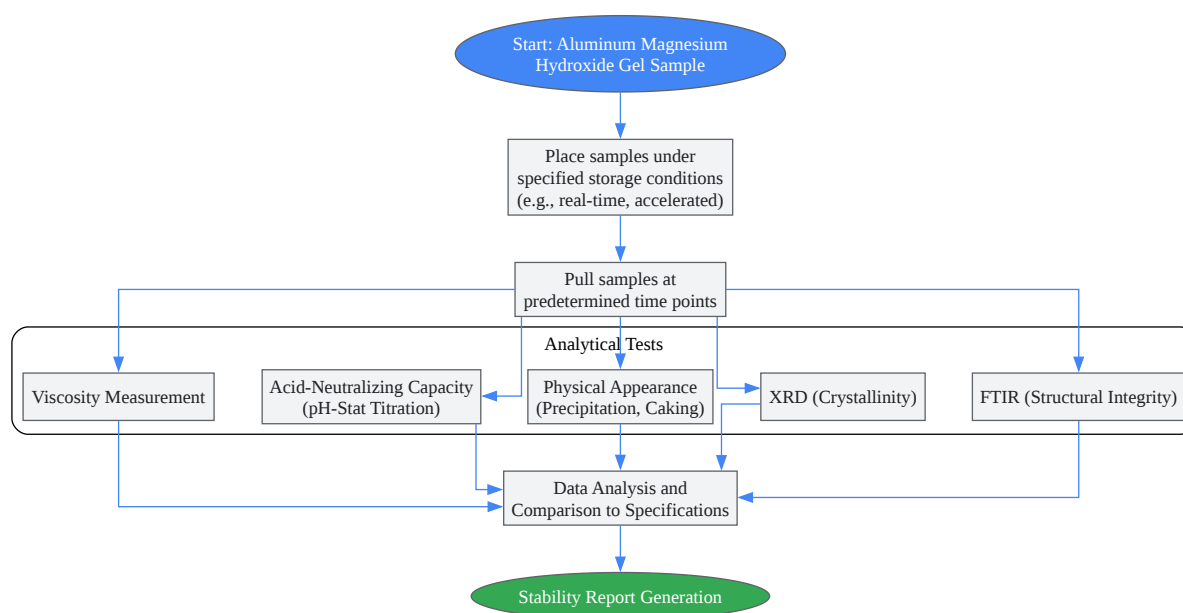 Start: Aluminum Magnesium
Hydroxide Gel Sample
Place samples under
specified storage conditions
(e.g., real-time, accelerated)
Pull samples at
predetermined time points
Analytical Tests
Viscosity Measurement
Acid-Neutralizing Capacity
(pH-Stat Titration)
Physical Appearance
(Precipitation, Caking)
XRD (Crystallinity)
FTIR (Structural Integrity)
Data Analysis and
Comparison to Specifications
Stability Report Generation